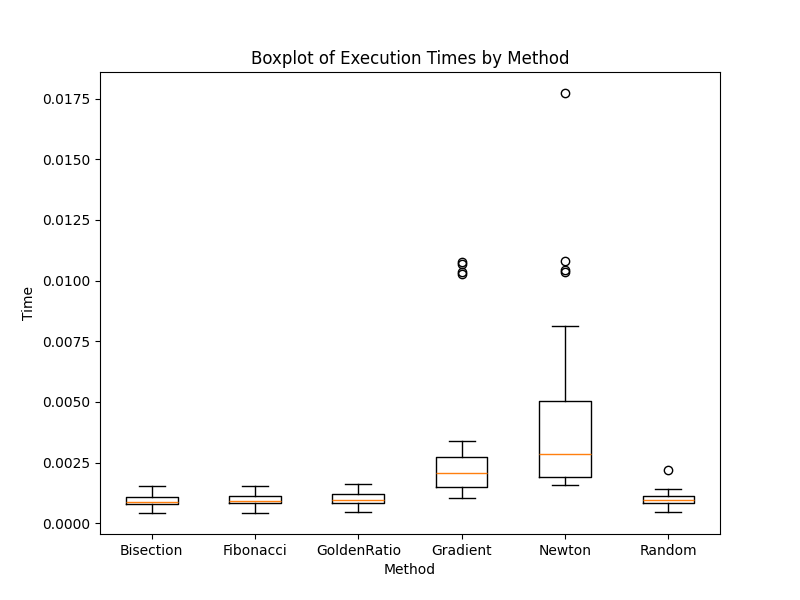 Boxplot of Execution Times by Method
0.0175
0.0150
0.0125
0.0100
0.0075
0.0050
0.0025
0.0000
Time
Bisection Fibonacci GoldenRatio Gradient Newton Random
Method